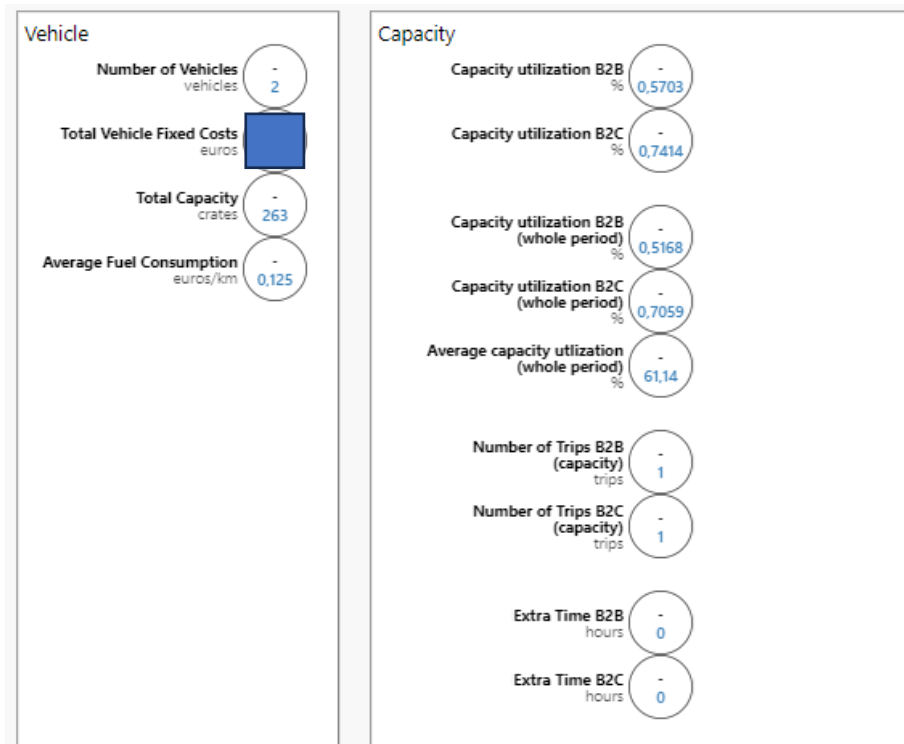 Vehicle
Number of Vehicles
vehicles
-
2
Total Vehicle Fixed Costs
euros
Total Capacity
crates
-
263
Average Fuel Consumption
euros/km
-
0,125
Capacity
Capacity utilization B2B
%
-
0,5703
Capacity utilization B2C
%
-
0,7414
Capacity utilization B2B
(whole period)
%
-
0,5168
Capacity utilization B2C
(whole period)
%
-
0,7059
Average capacity utlization
(whole period)
%
-
61,14
Number of Trips B2B
(capacity)
trips
-
1
Number of Trips B2C
(capacity)
trips
-
1
Extra Time B2B
hours
-
0
Extra Time B2C
hours
-
0